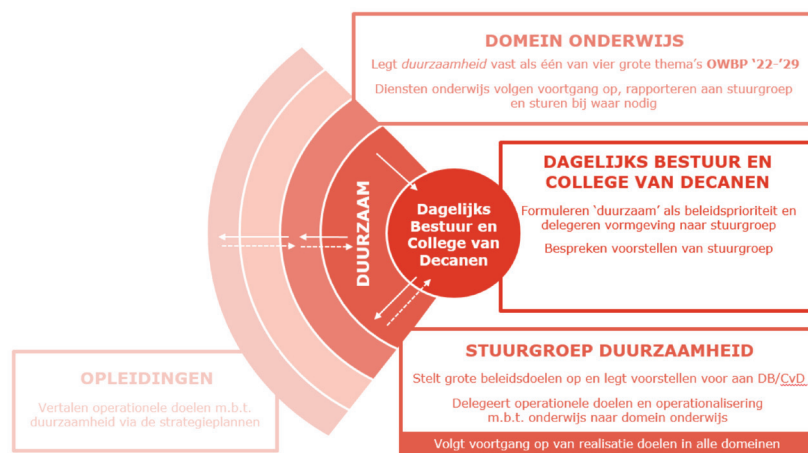 DOMEIN ONDERWIJS
Legt duurzaamheid vast als één van vier grote thema's OWBP '22-'29
Diensten onderwijs volgen voortgang op, rapporteren aan stuurgroep
en sturen bij waar nodig
DAGELIJKS BESTUUR EN
COLLEGE VAN DECANEN
Formuleren 'duurzaam' als beleidsprioriteit en
delegeren vormgeving naar stuurgroep
Bespreken voorstellen van stuurgroep
DUURZAAM
Dagelijks
Bestuur en
College van
Decanen
STUURGROEP DUURZAAMHEID
Stelt grote beleidsdoelen op en legt voorstellen voor aan DB/CvD
Delegeert operationele doelen en operationalisering
m.b.t. onderwijs naar domein onderwijs
Volgt voortgang op van realisatie doelen in alle domeinen
OPLEIDINGEN
Vertalen operationele doelen m.b.t.
duurzaamheid via de strategieplannen